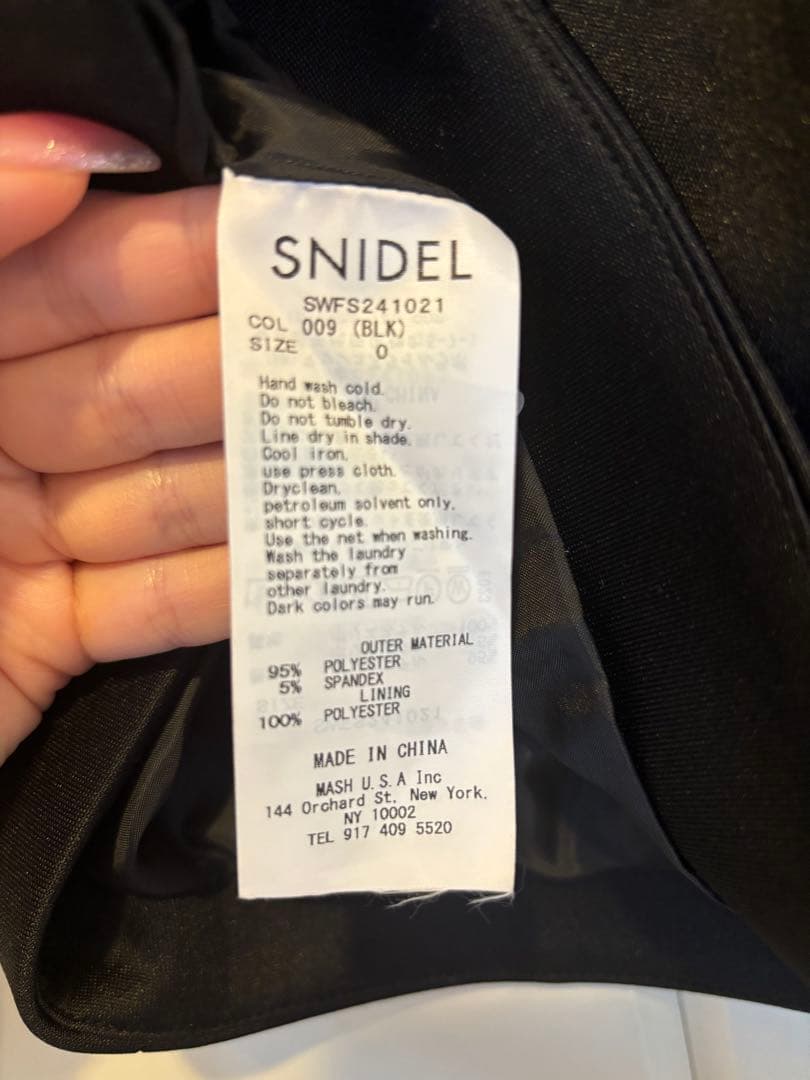 SNIDEL
SWFS241021
COL 009 (BLK)
SIZE 0
Hand wash cold.
Do not bleach.
Do not tumble dry.
Line dry in shade.
Cool iron.
use press cloth.
Dryclean.
petroleum solvent only.
short cycle.
Use the net when washing.
Wash the laundry
separately from
other laundry.
Dark colors may run.
OUTER MATERIAL
95% POLYESTER
5% SPANDEX
LINING
100% POLYESTER
MADE IN CHINA
MASH U.S.A Inc
144 Orchard St. New York.
NY 10002
TEL 917 409 5520